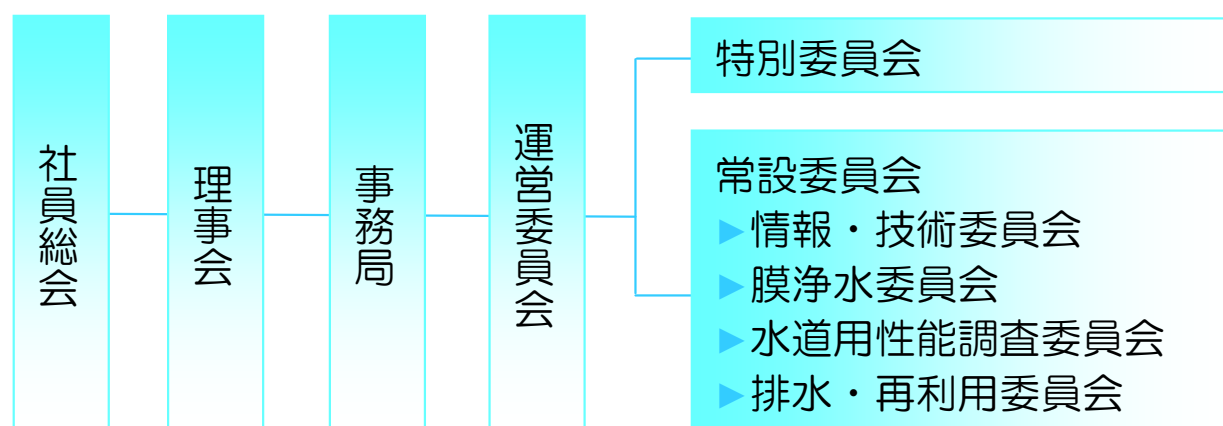 社員総会
理事会
事務局
運営委員会
特別委員会
常設委員会
►情報・技術委員会
►膜浄水委員会
►水道用性能調査委員会
►排水・再利用委員会